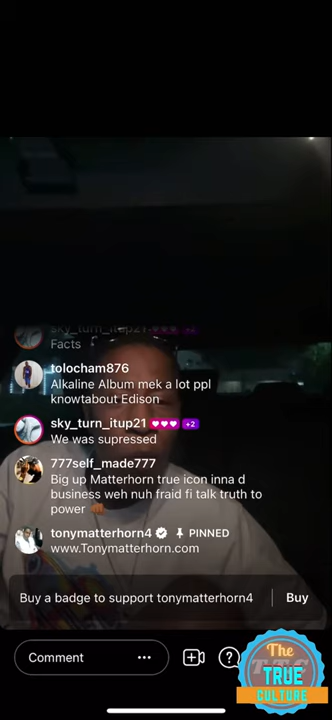 sky_turn_itup21 +2
Facts
tolocham876
Alkaline Album mek a lot ppl
knowtabout Edison
sky_turn_itup21 +2
We was supressed
777self_made777
Big up Matterhorn true icon inna d
business weh nuh fraid fi talk truth to
power
tonymatterhorn4 PINNED
www.Tonymatterhorn.com
Buy a badge to support tonymatterhorn4 Buy
Comment
The
TRUE
CULTURE